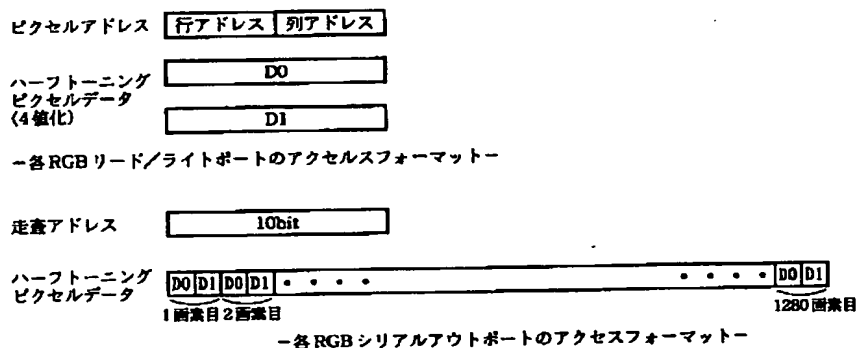 ピクセルアドレス 行アドレス 列アドレス
ハーフトーニング
ピクセルデータ
(4値化)
D0
D1
－各RGBリード／ライトポートのアクセルスフォーマット－
走査アドレス 10bit
ハーフトーニング
ピクセルデータ
D0 D1 D0 D1 ・ ・ ・ ・ ・ ・ ・ ・ D0 D1
1画素目 2画素目 1280画素目
－各RGBシリアルアウトポートのアクセスフォーマット－